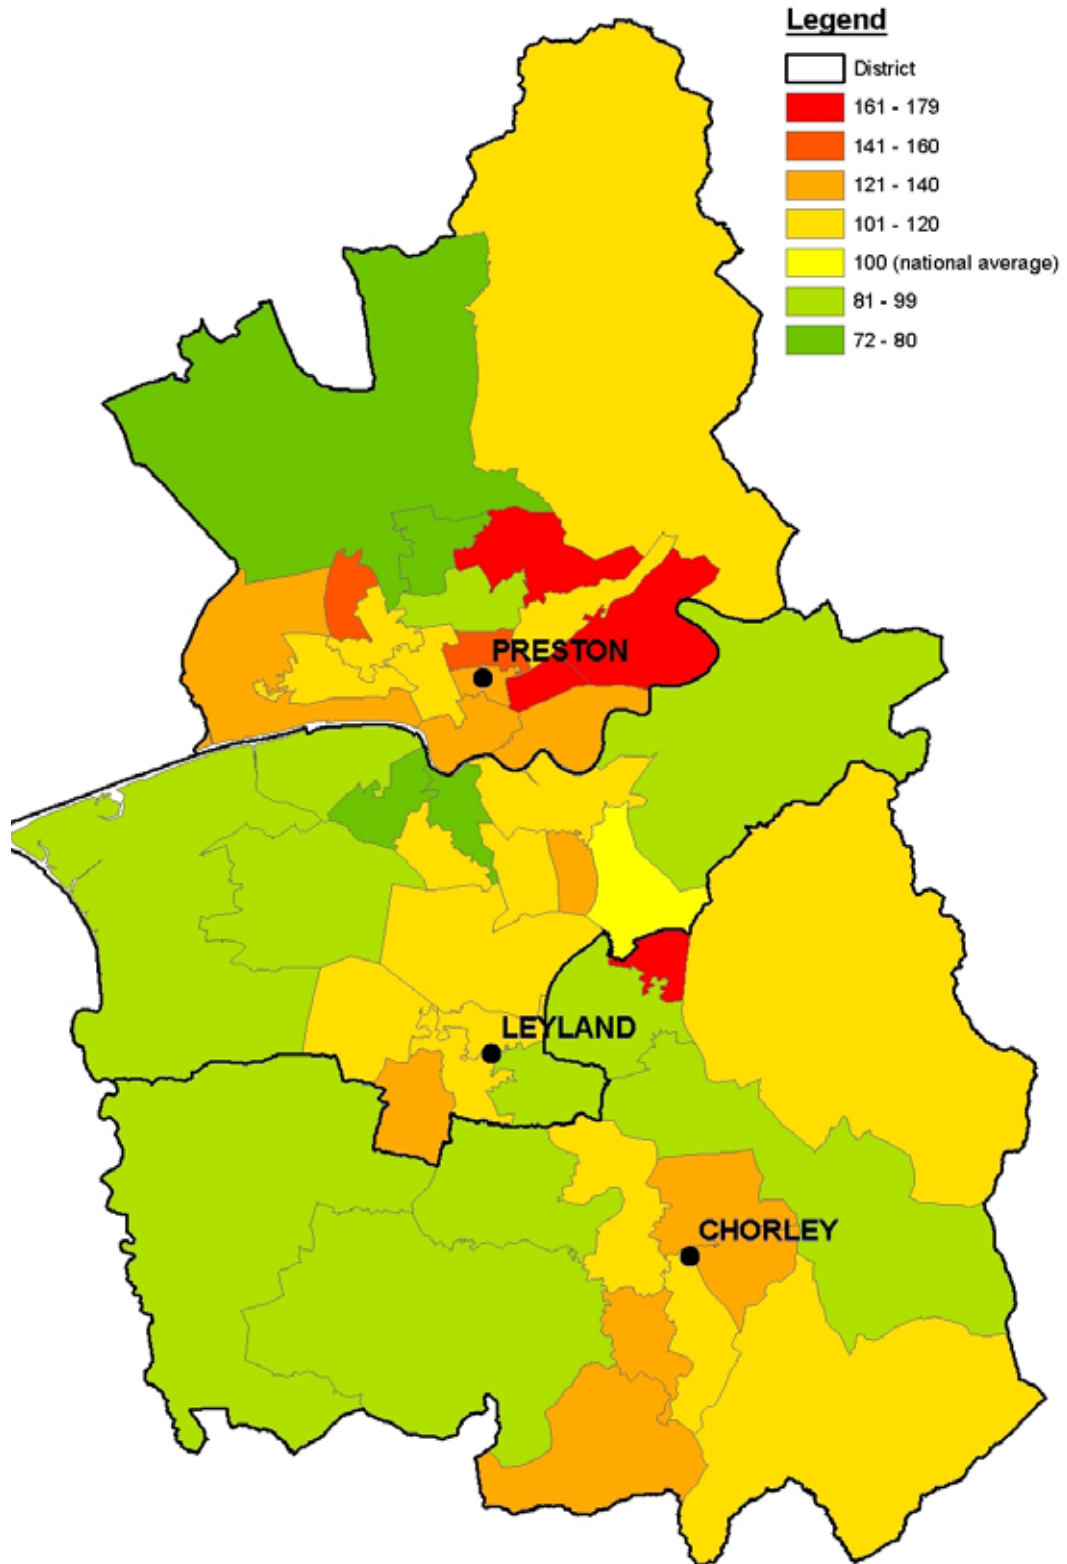 Legend
District
161 - 179
141 - 160
121 - 140
101 - 120
100 (national average)
81 - 99
72 - 80
PRESTON
LEYLAND
CHORLEY